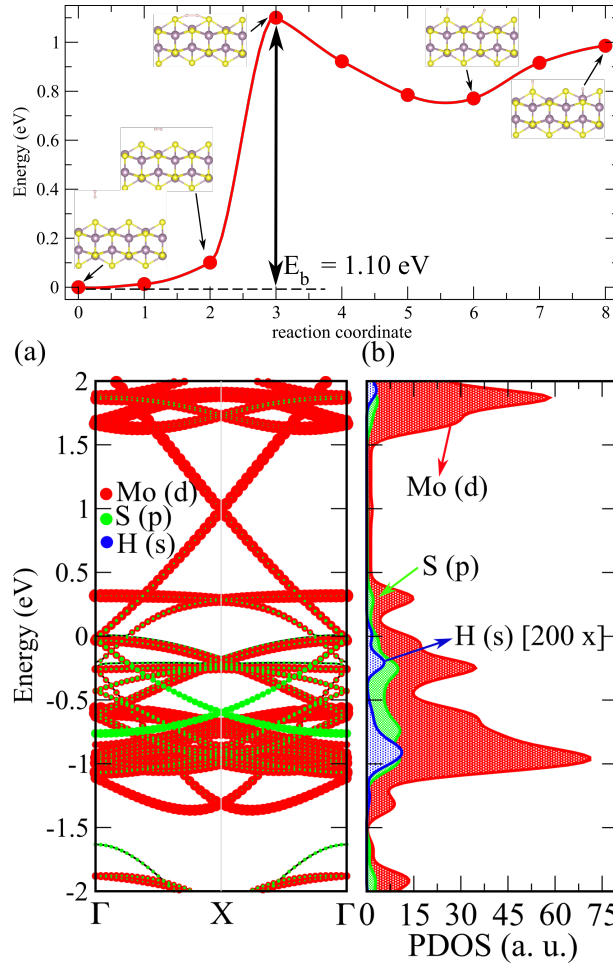 1
0.8
0.6
0.4
0.2
0
Energy (eV)
E_b = 1.10 eV
0 1 2 3 4 5 6 7 8
reaction coordinate
(a) (b)
2
1.5
1
0.5
0
-0.5
-1
-1.5
-2
Energy (eV)
Mo (d)
S (p)
H (s)
Γ X Γ
Mo (d)
S (p)
H (s) [200 x]
0 15 30 45 60 75
PDOS (a. u.)